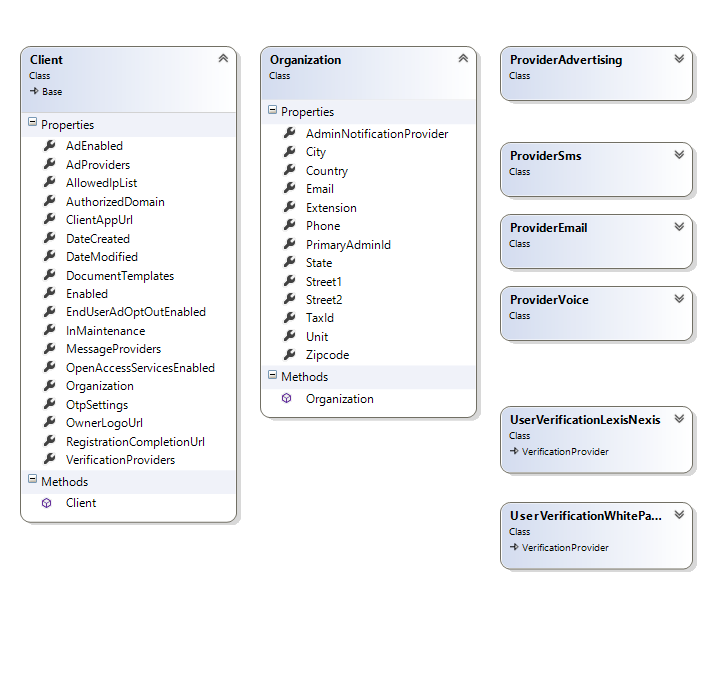 Client
Class
Base
Properties
AdEnabled
AdProviders
AllowedIpList
AuthorizedDomain
ClientAppUrl
DateCreated
DateModified
DocumentTemplates
Enabled
EndUserAdOptOutEnabled
InMaintenance
MessageProviders
OpenAccessServicesEnabled
Organization
OtpSettings
OwnerLogoUrl
RegistrationCompletionUrl
VerificationProviders
Methods
Client
Organization
Class
Properties
AdminNotificationProvider
City
Country
Email
Extension
Phone
PrimaryAdminId
State
Street1
Street2
TaxId
Unit
Zipcode
Methods
Organization
ProviderAdvertising
Class
ProviderSms
Class
ProviderEmail
Class
ProviderVoice
Class
UserVerificationLexisNexis
Class
VerificationProvider
UserVerificationWhitePa...
Class
VerificationProvider